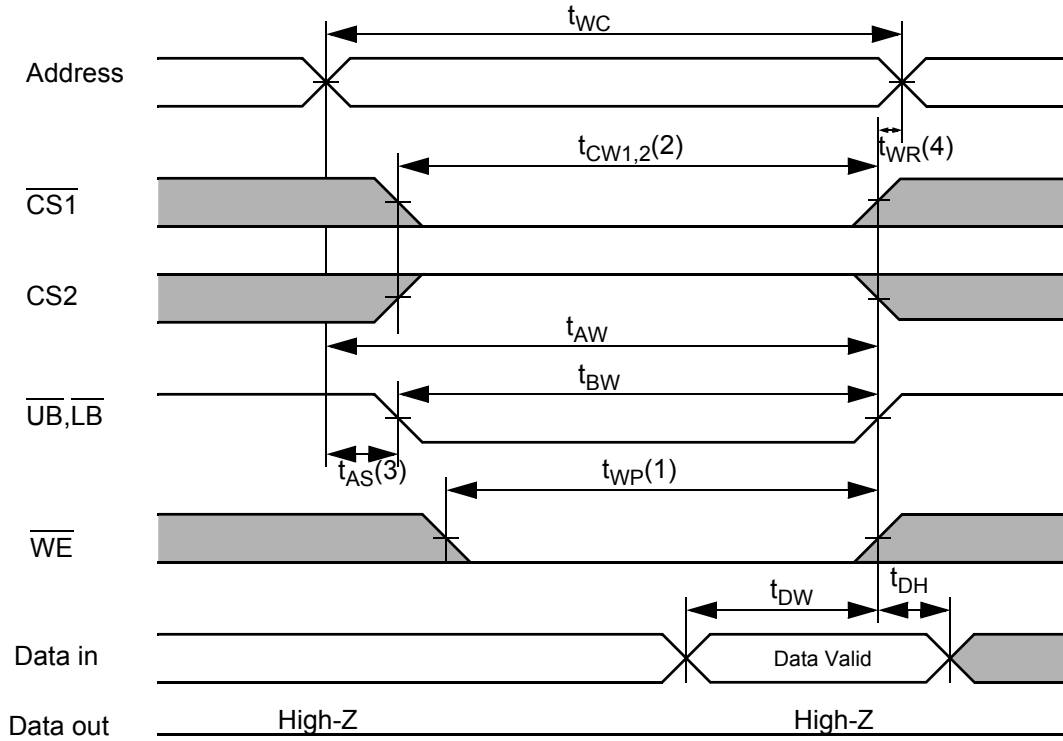 tWC
Address
tCW1,2(2)
tWR(4)
CS1
CS2
tAW
tBW
UB,LB
tAS(3)
tWP(1)
WE
tDW
tDH
Data in
Data Valid
Data out
High-Z
High-Z